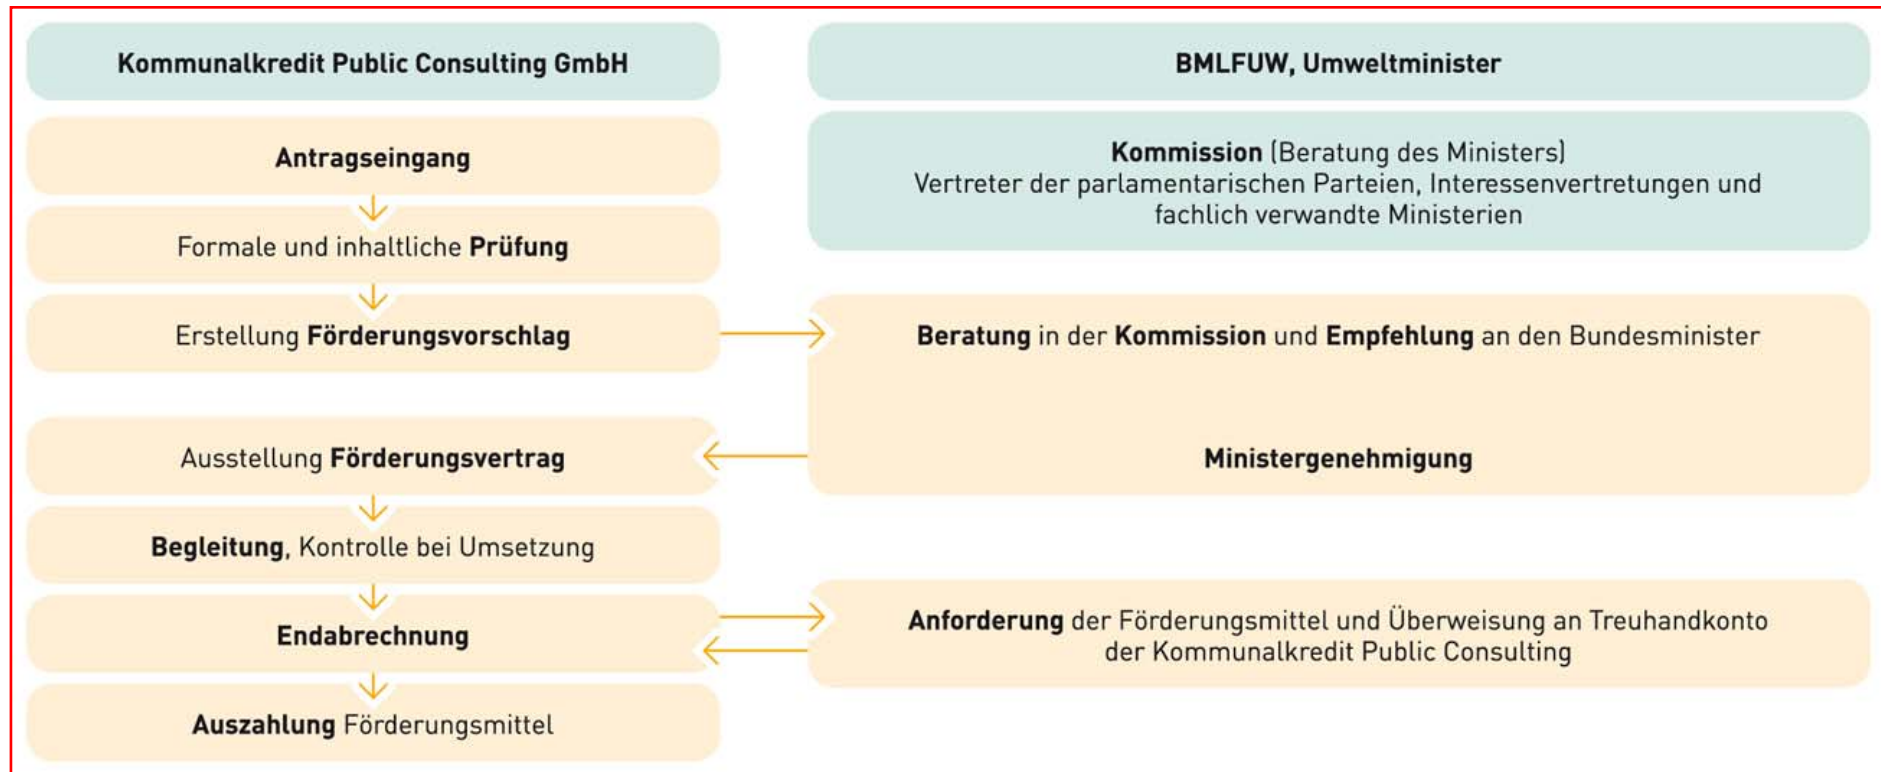 Kommunalkredit Public Consulting GmbH
Antragseingang
Formale und inhaltliche Prüfung
Erstellung Förderungsvorschlag
Ausstellung Förderungsvertrag
Begleitung, Kontrolle bei Umsetzung
Endabrechnung
Auszahlung Förderungsmittel
BMLFUW, Umweltminister
Kommission (Beratung des Ministers)
Vertreter der parlamentarischen Parteien, Interessenvertretungen und
fachlich verwandte Ministerien
Beratung in der Kommission und Empfehlung an den Bundesminister
Ministergenehmigung
Anforderung der Förderungsmittel und Überweisung an Treuhandkonto
der Kommunalkredit Public Consulting